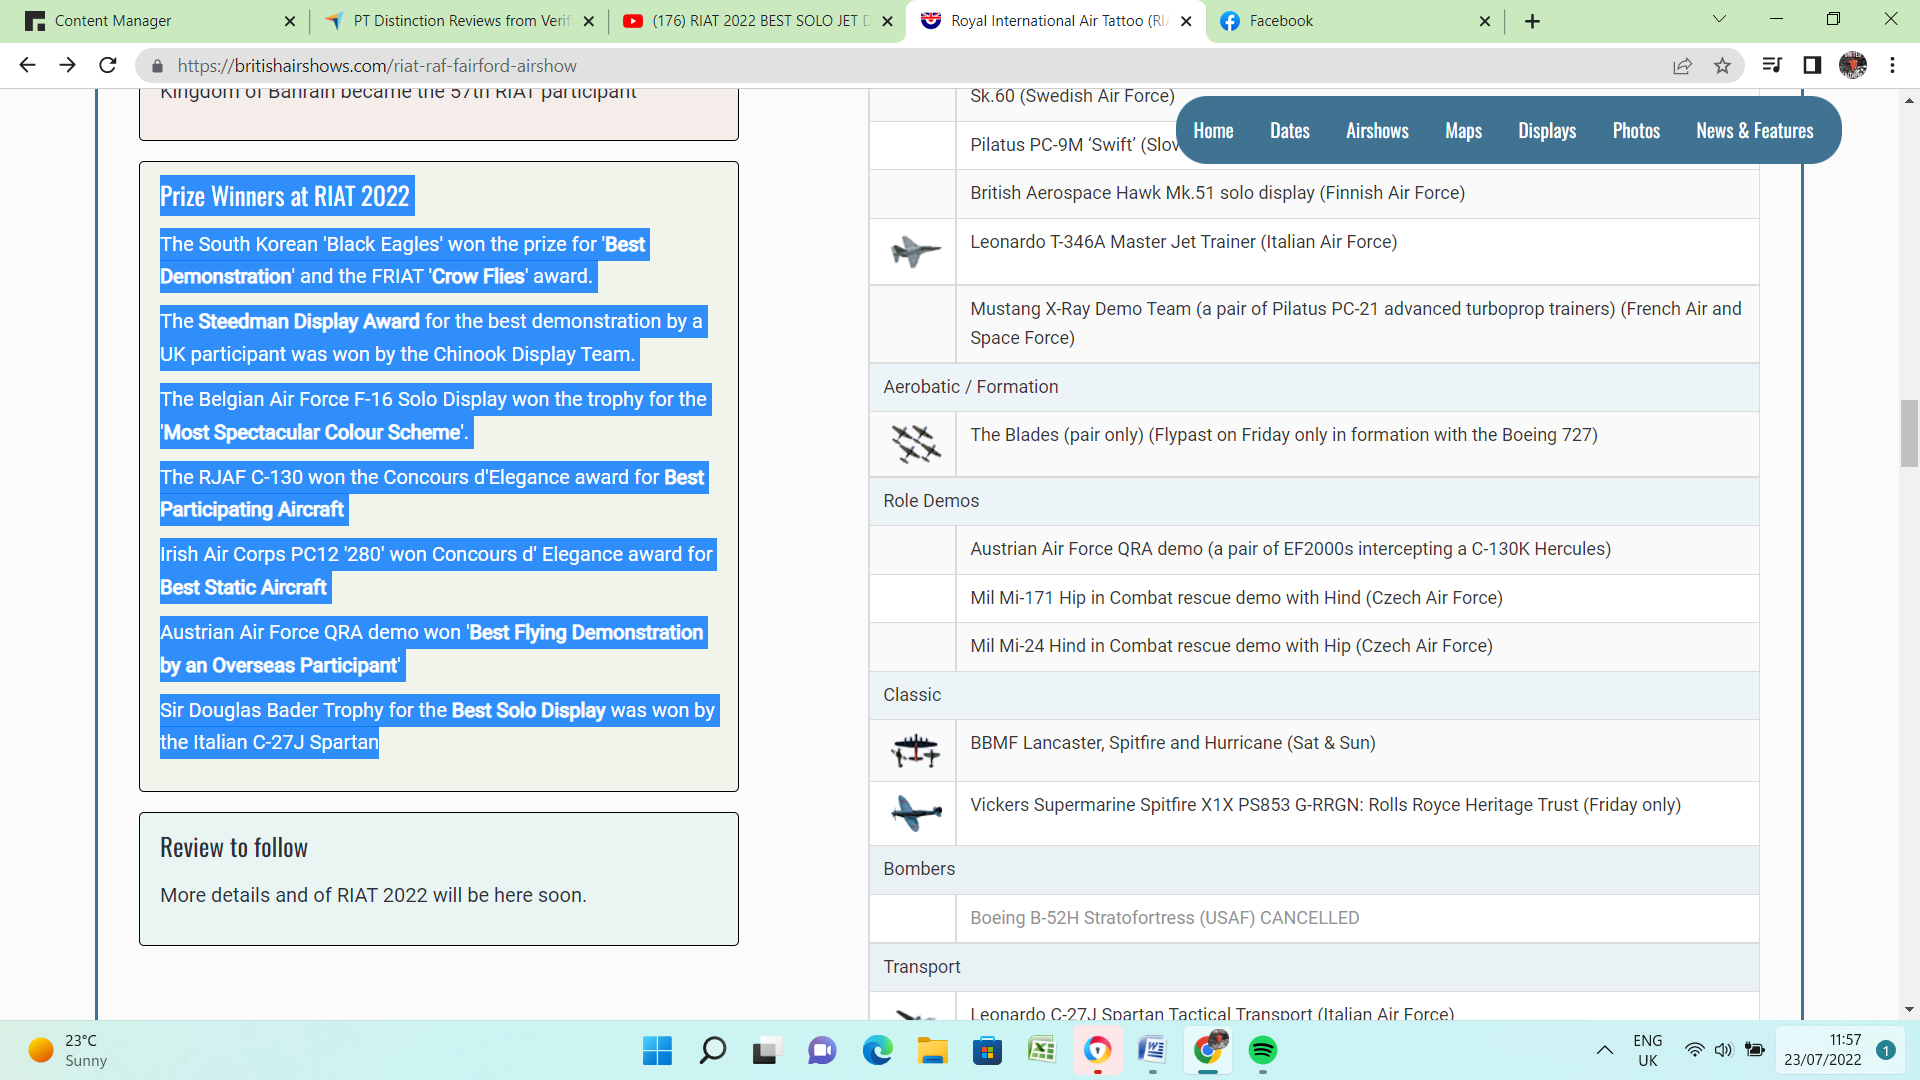 Content Manager
PT Distinction Reviews from Verif
(176) RIAT 2022 BEST SOLO JET D
Royal International Air Tattoo (RIA
Facebook
https://britishairshows.com/riat-raf-fairford-airshow
Home Dates Airshows Maps Displays Photos News & Features
Kingdom of Bahrain became the 57th RIAT participant
Prize Winners at RIAT 2022
The South Korean 'Black Eagles' won the prize for 'Best
Demonstration' and the FRIAT 'Crow Flies' award.
The Steedman Display Award for the best demonstration by a
UK participant was won by the Chinook Display Team.
The Belgian Air Force F-16 Solo Display won the trophy for the
'Most Spectacular Colour Scheme'.
The RJAF C-130 won the Concours d'Elegance award for Best
Participating Aircraft
Irish Air Corps PC12 '280' won Concours d' Elegance award for
Best Static Aircraft
Austrian Air Force QRA demo won 'Best Flying Demonstration
by an Overseas Participant'
Sir Douglas Bader Trophy for the Best Solo Display was won by
the Italian C-27J Spartan
Review to follow
More details and of RIAT 2022 will be here soon.
Sk.60 (Swedish Air Force)
Pilatus PC-9M ‘Swift’ (Slov
British Aerospace Hawk Mk.51 solo display (Finnish Air Force)
Leonardo T-346A Master Jet Trainer (Italian Air Force)
Mustang X-Ray Demo Team (a pair of Pilatus PC-21 advanced turboprop trainers) (French Air and
Space Force)
Aerobatic / Formation
The Blades (pair only) (Flypast on Friday only in formation with the Boeing 727)
Role Demos
Austrian Air Force QRA demo (a pair of EF2000s intercepting a C-130K Hercules)
Mil Mi-171 Hip in Combat rescue demo with Hind (Czech Air Force)
Mil Mi-24 Hind in Combat rescue demo with Hip (Czech Air Force)
Classic
BBMF Lancaster, Spitfire and Hurricane (Sat & Sun)
Vickers Supermarine Spitfire X1X PS853 G-RRGN: Rolls Royce Heritage Trust (Friday only)
Bombers
Boeing B-52H Stratofortress (USAF) CANCELLED
Transport
Leonardo C-27J Spartan Tactical Transport (Italian Air Force)
23°C
Sunny
ENG
UK
11:57
23/07/2022
1